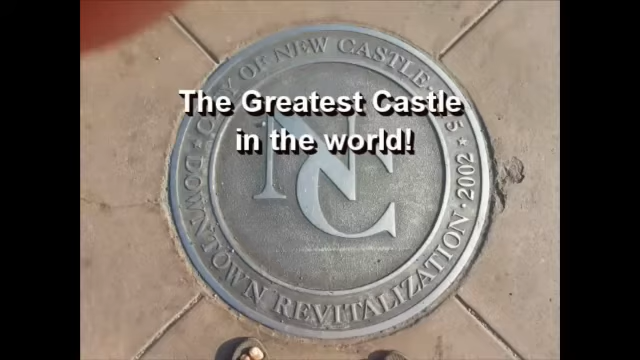 The Greatest Castle
in the world!
CITY OF NEW CASTLE
NC
★ DOWNTOWN REVITALIZATION • 2002 ★